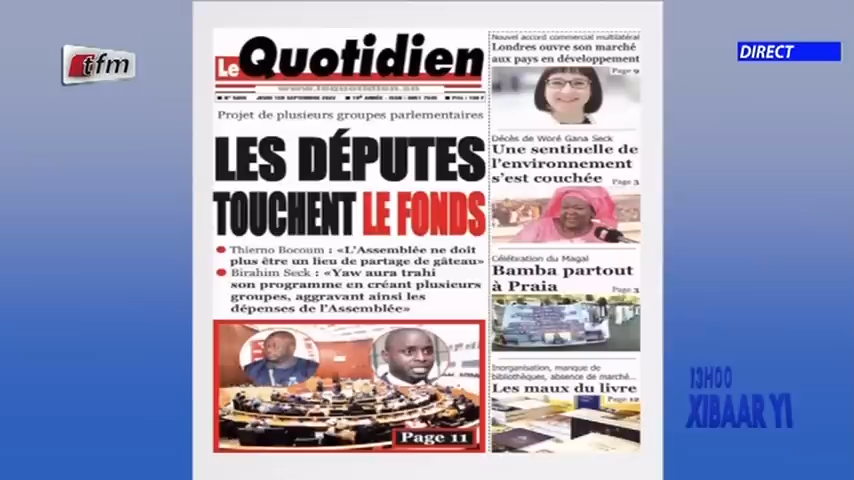 tfm
DIRECT
Le Quotidien
www.lequotidien.sn
Projet de plusieurs groupes parlementaires
LES DÉPUTES
TOUCHENT LE FONDS
Thierno Bocoum : «L'Assemblée ne doit
plus être un lieu de partage de gâteau»
Birahim Seck : «Yaw aura trahi
son programme en créant plusieurs
groupes, aggravant ainsi les
dépenses de l'Assemblée»
Page 11
Nouvel accord commercial multilatéral
Londres ouvre son marché
aux pays en développement
Page 9
Décès de Woré Gana Seck
Une sentinelle de
l'environnement
s'est couchée
Page 3
Célébration du Magal
Bamba partout
à Praia
Page 3
Inorganisation, manque de
bibliothèques, absence de marché...
Les maux du livre
Page 12
13H00
XIBAAR YI